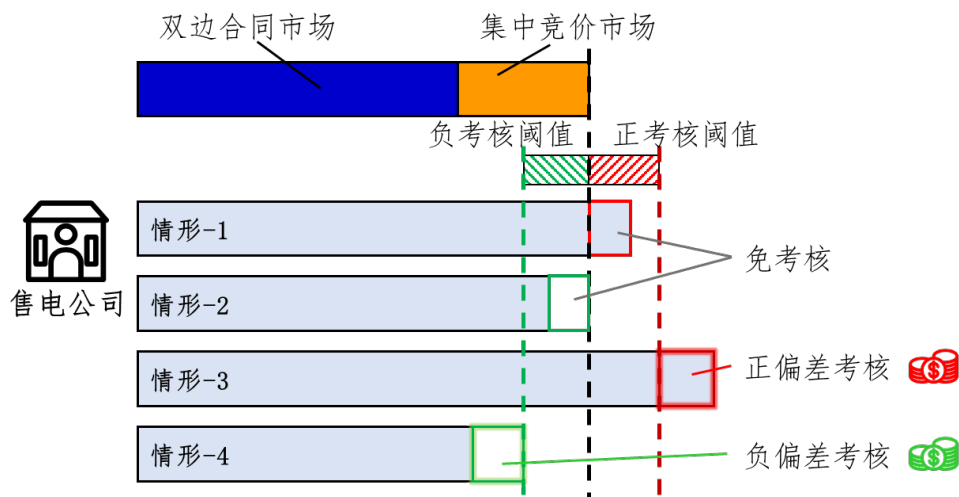 双边合同市场
集中竞价市场
负考核阈值
正考核阈值
情形-1
免考核
售电公司
情形-2
情形-3
正偏差考核
情形-4
负偏差考核